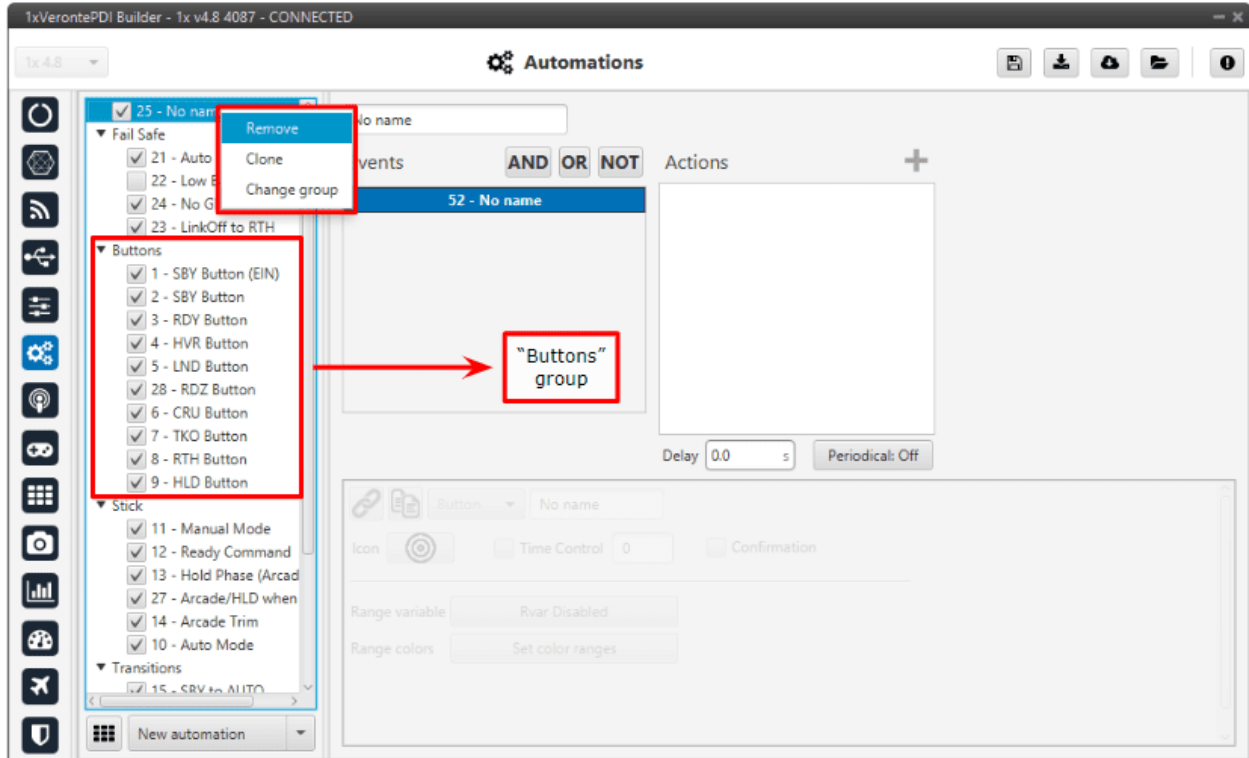 1xVerontePDI Builder - 1x v4.8 4087 - CONNECTED
1x 4.8
Automations
25 - No nam
Remove
Clone
Change group
No name
Fail Safe
21 - Auto
22 - Low
24 - No G
23 - LinkOff to RTH
Buttons
1 - SBY Button (EIN)
2 - SBY Button
3 - RDY Button
4 - HVR Button
5 - LND Button
28 - RDZ Button
6 - CRU Button
7 - TKO Button
8 - RTH Button
9 - HLD Button
Stick
11 - Manual Mode
12 - Ready Command
13 - Hold Phase (Arcad
27 - Arcade/HLD when
14 - Arcade Trim
10 - Auto Mode
Transitions
15 - SBY to AUTO
New automation
vents AND OR NOT
52 - No name
“Buttons”
group
Actions
Delay 0.0 s Periodical: Off
Button No name
Icon Time Control 0 Confirmation
Range variable Rvar Disabled
Range colors Set color ranges